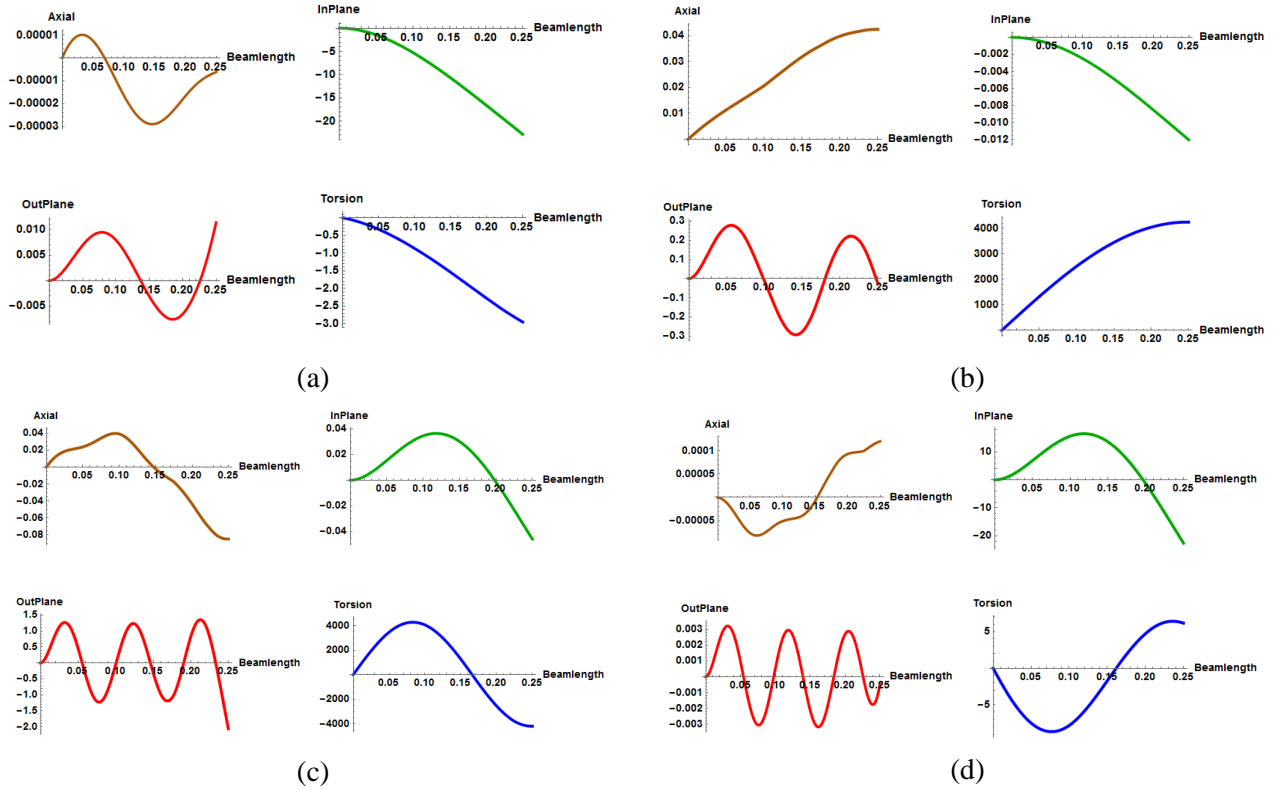 Axial
0.00001
−0.00001
−0.00002
−0.00003
0.05 0.10 0.15 0.20 0.25
Beamlength
InPlane
−5
−10
−15
−20
0.05 0.10 0.15 0.20 0.25
Beamlength
OutPlane
0.010
0.005
−0.005
0.05 0.10 0.15 0.20 0.25
Beamlength
Torsion
−0.5
−1.0
−1.5
−2.0
−2.5
−3.0
0.05 0.10 0.15 0.20 0.25
Beamlength
(a)
Axial
0.04
0.03
0.02
0.01
0.05 0.10 0.15 0.20 0.25
Beamlength
InPlane
−0.002
−0.004
−0.006
−0.008
−0.010
−0.012
0.05 0.10 0.15 0.20 0.25
Beamlength
OutPlane
0.3
0.2
0.1
−0.1
−0.2
−0.3
0.05 0.10 0.15 0.20 0.25
Beamlength
Torsion
4000
3000
2000
1000
0.05 0.10 0.15 0.20 0.25
Beamlength
(b)
Axial
0.04
0.02
−0.02
−0.04
−0.06
−0.08
0.05 0.10 0.15 0.20 0.25
Beamlength
InPlane
0.04
0.02
−0.02
−0.04
0.05 0.10 0.15 0.20 0.25
Beamlength
OutPlane
1.5
1.0
0.5
−0.5
−1.0
−1.5
−2.0
0.05 0.10 0.15 0.20 0.25
Beamlength
Torsion
4000
2000
−2000
−4000
0.05 0.10 0.15 0.20 0.25
Beamlength
(c)
Axial
0.0001
0.00005
−0.00005
0.05 0.10 0.15 0.20 0.25
Beamlength
InPlane
10
−10
−20
0.05 0.10 0.15 0.20 0.25
Beamlength
OutPlane
0.003
0.002
0.001
−0.001
−0.002
−0.003
0.05 0.10 0.15 0.20 0.25
Beamlength
Torsion
5
−5
0.05 0.10 0.15 0.20 0.25
Beamlength
(d)